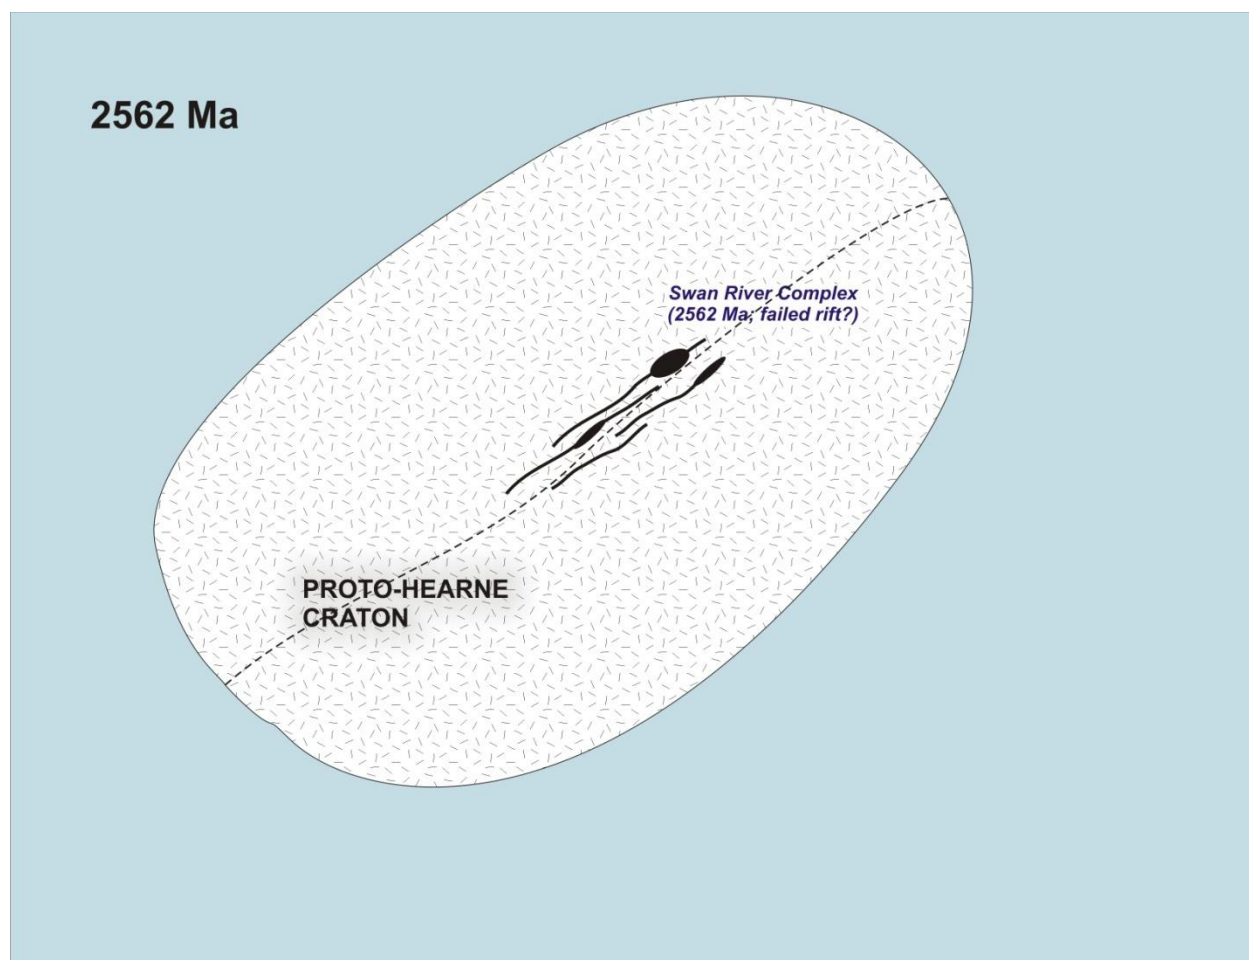 2562 Ma
Swan River Complex
(2562 Ma; failed rift?)
PROTO-HEARNE
CRATON